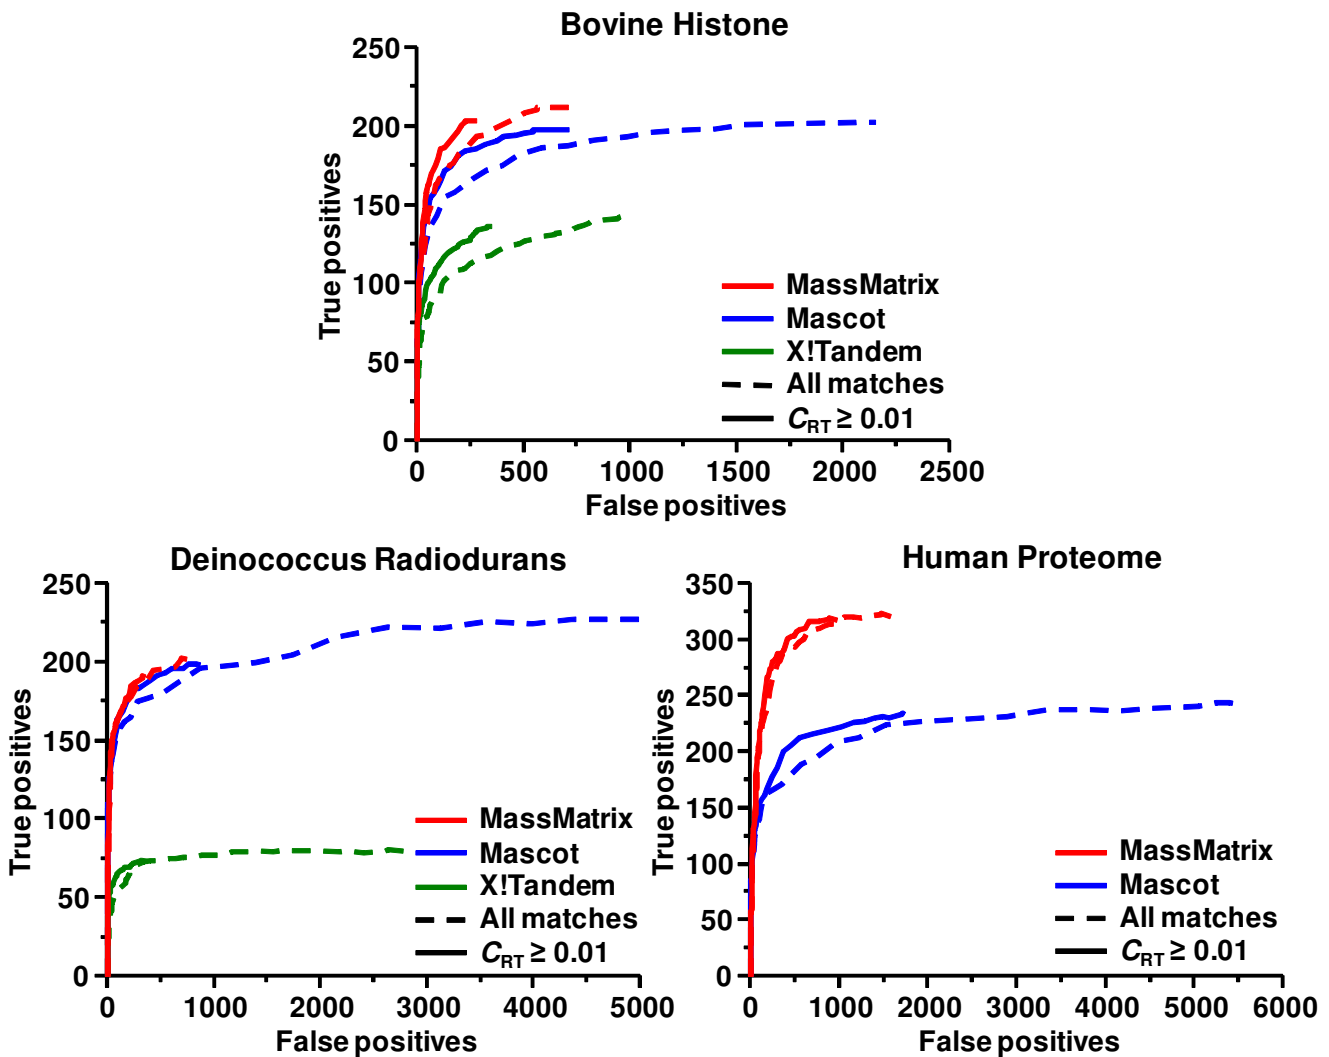 Bovine Histone
250
200
150
100
50
0
True positives
0 500 1000 1500 2000 2500
False positives
MassMatrix
Mascot
X!Tandem
All matches
C_RT ≥ 0.01
Deinococcus Radiodurans
250
200
150
100
50
0
True positives
0 1000 2000 3000 4000 5000
False positives
MassMatrix
Mascot
X!Tandem
All matches
C_RT ≥ 0.01
Human Proteome
350
300
250
200
150
100
50
0
True positives
0 1000 2000 3000 4000 5000 6000
False positives
MassMatrix
Mascot
All matches
C_RT ≥ 0.01